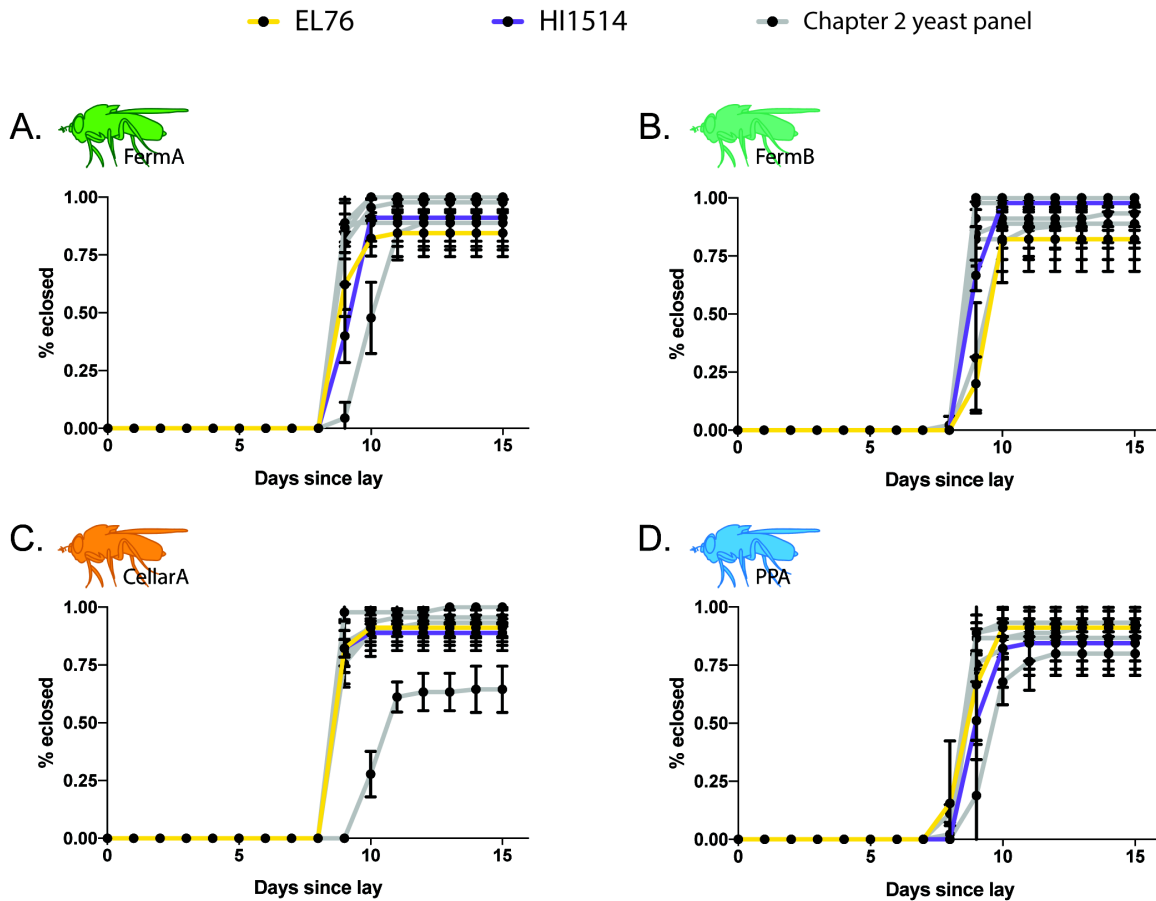 EL76 HI1514 Chapter 2 yeast panel
A. FermA
1.00
0.75
0.50
0.25
0.00
% eclosed
0 5 10 15
Days since lay
B. FermB
1.00
0.75
0.50
0.25
0.00
% eclosed
0 5 10 15
Days since lay
C. CellarA
1.00
0.75
0.50
0.25
0.00
% eclosed
0 5 10 15
Days since lay
D. PPA
1.00
0.75
0.50
0.25
0.00
% eclosed
0 5 10 15
Days since lay